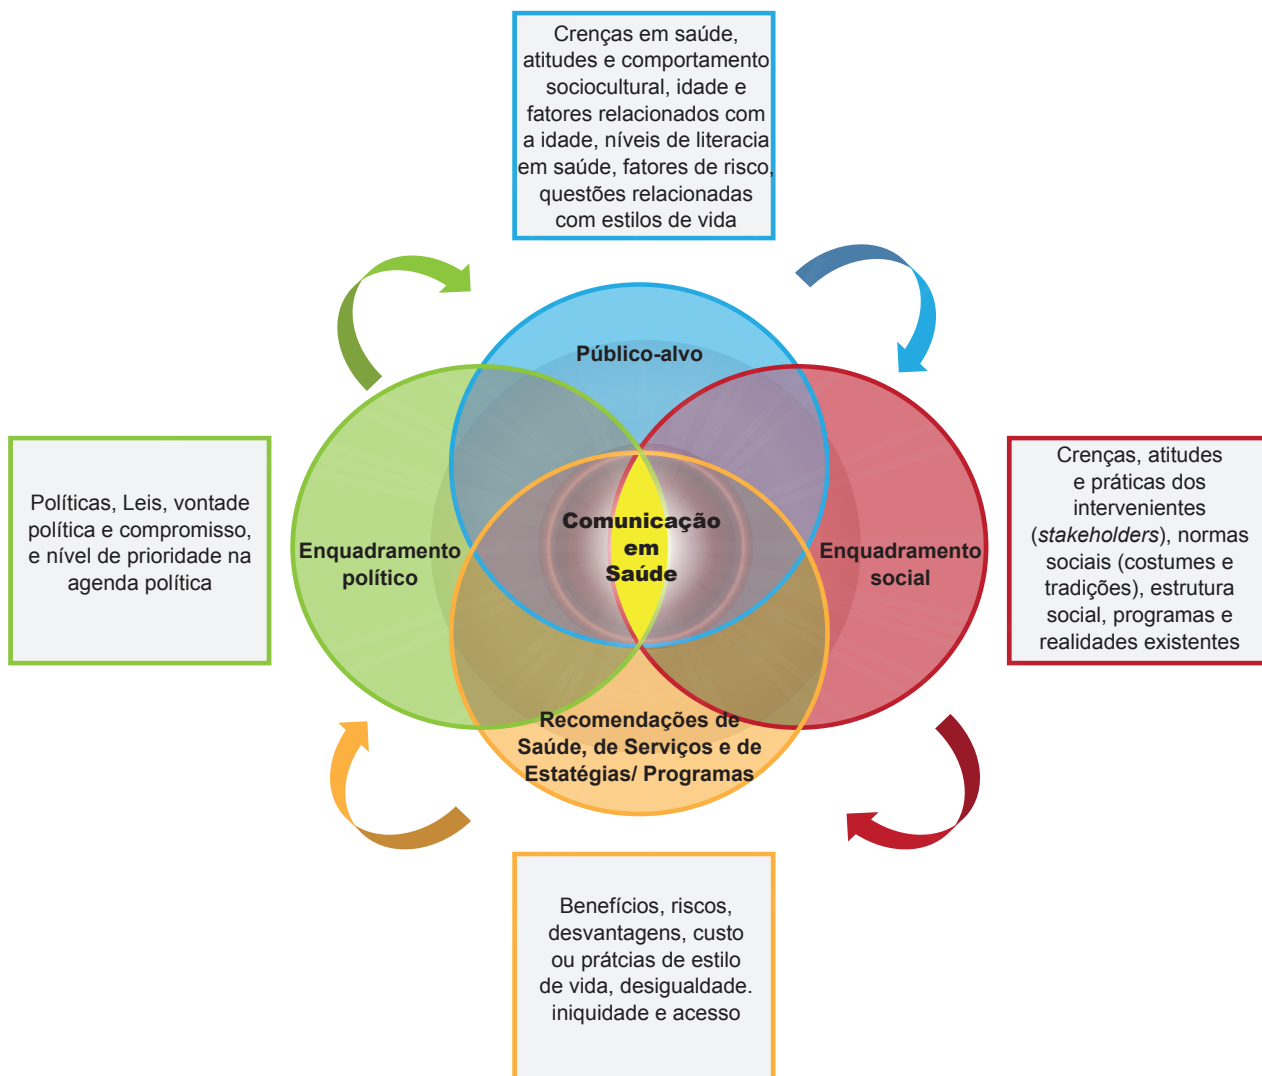 Crenças em saúde,
atitudes e comportamento
sociocultural, idade e
fatores relacionados com
a idade, níveis de literacia
em saúde, fatores de risco,
questões relacionadas
com estilos de vida
Público-alvo
Políticas, Leis, vontade
política e compromisso,
e nível de prioridade na
agenda política
Enquadramento
político
Comunicação
em
Saúde
Enquadramento
social
Crenças, atitudes
e práticas dos
intervenientes
(stakeholders), normas
sociais (costumes e
tradições), estrutura
social, programas e
realidades existentes
Recomendações de
Saúde, de Serviços e de
Estatégias/ Programas
Benefícios, riscos,
desvantagens, custo
ou prátcias de estilo
de vida, desigualdade.
iniquidade e acesso